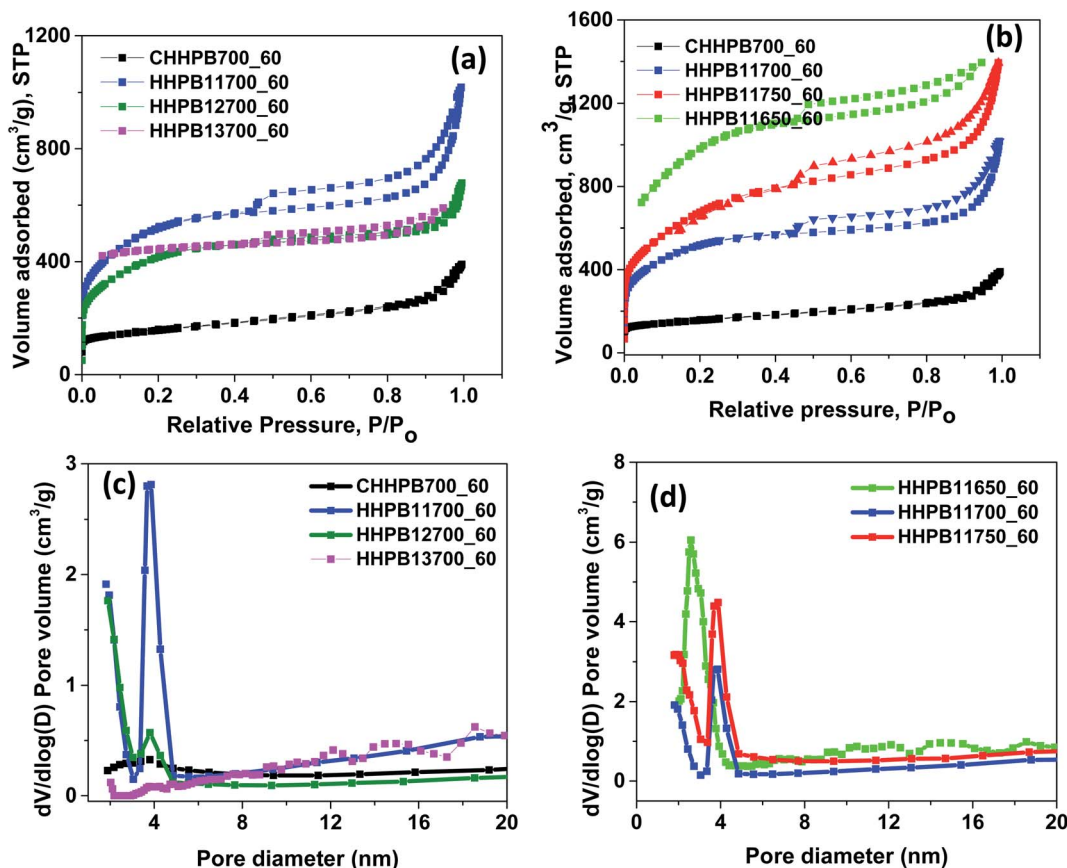 (a)
CHHPB700_60
HHPB11700_60
HHPB12700_60
HHPB13700_60
Volume adsorbed (cm³/g), STP
1200
800
400
0
0.0 0.2 0.4 0.6 0.8 1.0
Relative Pressure, P/Po
(b)
CHHPB700_60
HHPB11700_60
HHPB11750_60
HHPB11650_60
Volume adsorbed, cm³/g, STP
1600
1200
800
400
0
0.0 0.2 0.4 0.6 0.8 1.0
Relative pressure, P/Po
(c)
CHHPB700_60
HHPB11700_60
HHPB12700_60
HHPB13700_60
dV/dlog(D) Pore volume (cm³/g)
3
2
1
0
4 8 12 16 20
Pore diameter (nm)
(d)
HHPB11650_60
HHPB11700_60
HHPB11750_60
dV/dlog(D) Pore volume (cm³/g)
8
6
4
2
0
0 4 8 12 16 20
Pore diameter (nm)